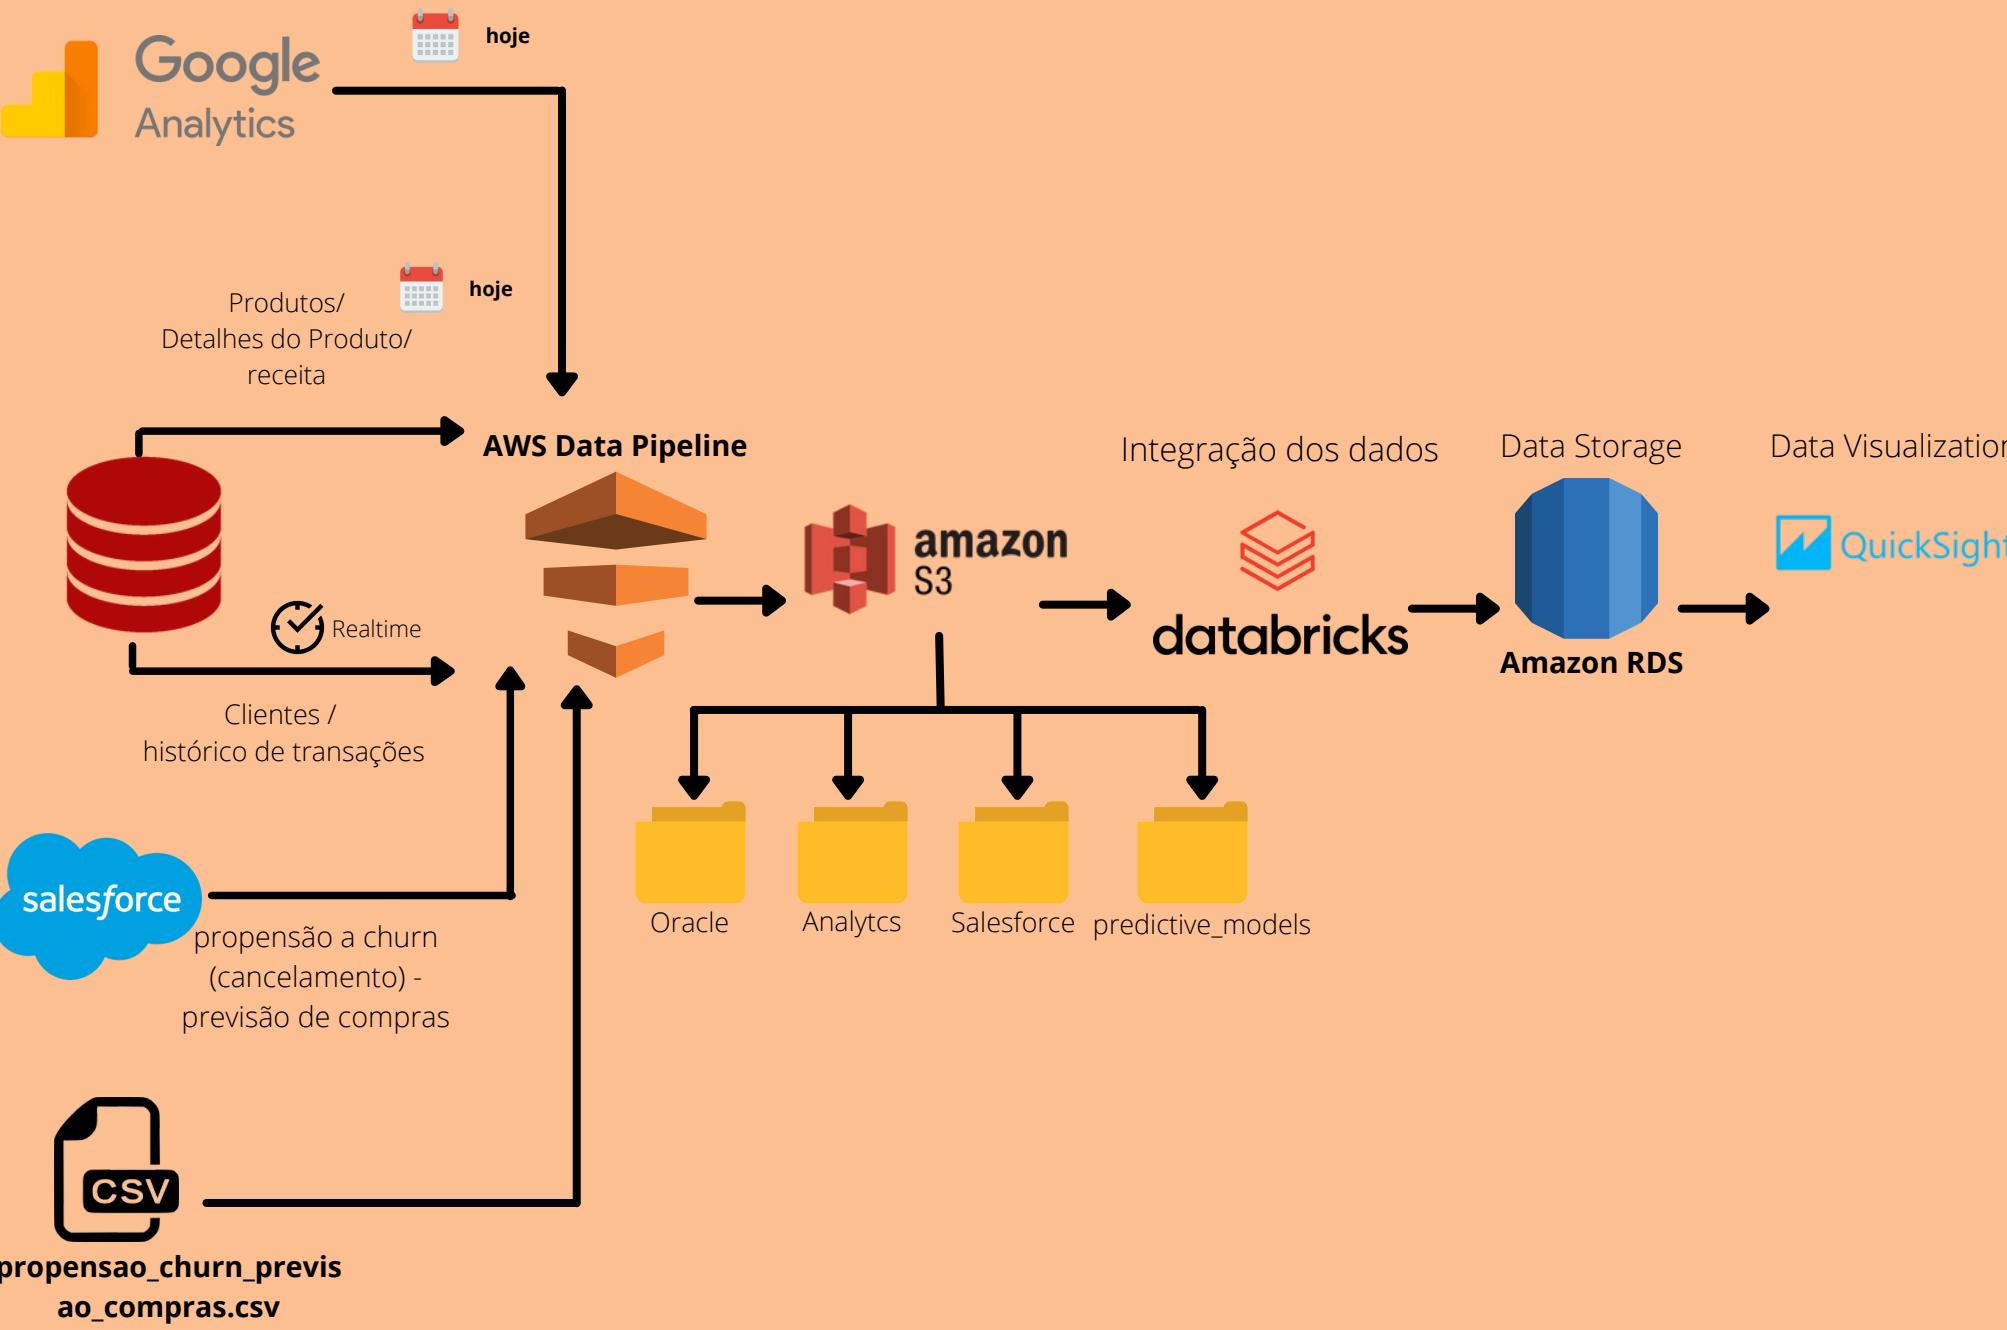 Google
Analytics
hoje
Produtos/
Detalhes do Produto/
receita
hoje
AWS Data Pipeline
Realtime
Clientes /
histórico de transações
amazon
S3
Integração dos dados
databricks
Data Storage
Amazon RDS
Data Visualization
QuickSight
Oracle
Analytcs
Salesforce
predictive_models
salesforce
propensão a churn
(cancelamento) -
previsão de compras
CSV
propensao_churn_previs
ao_compras.csv